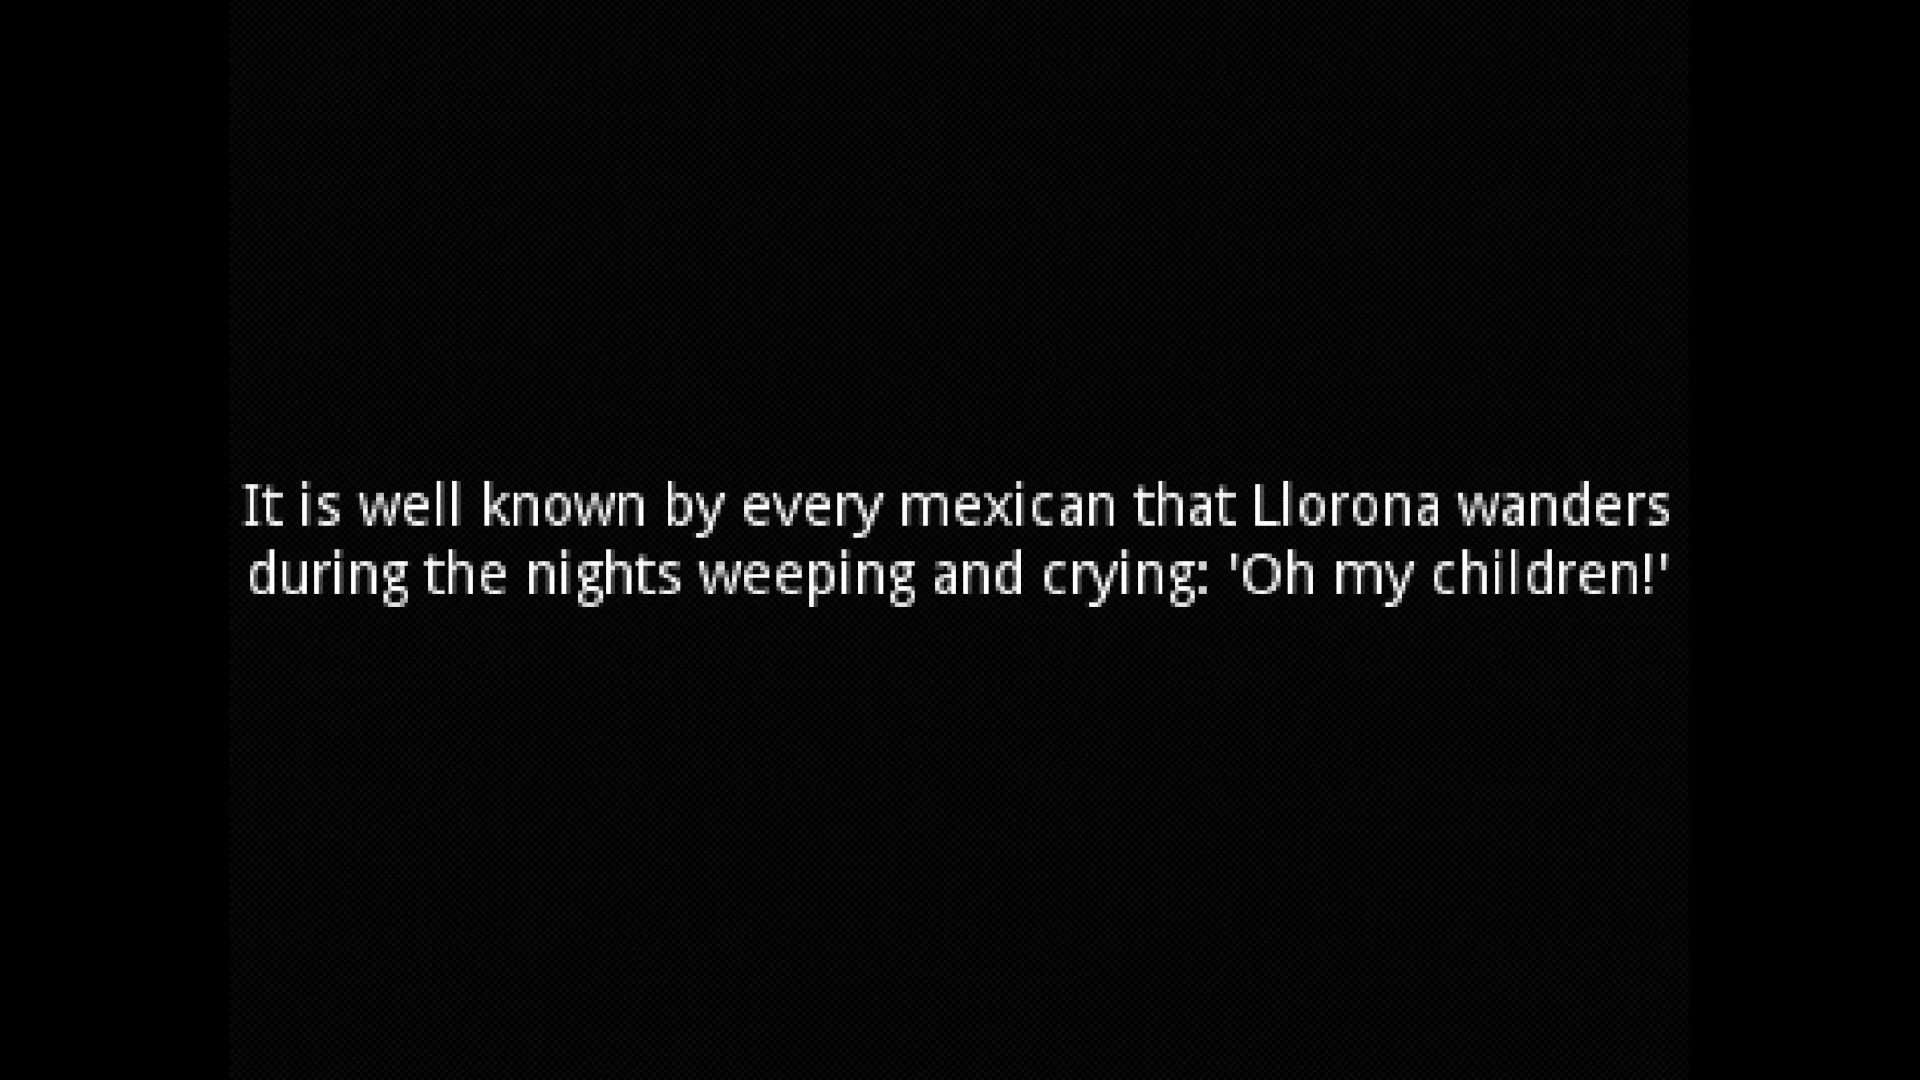 It is well known by every mexican that Llorona wanders
during the nights weeping and crying: 'Oh my children!'